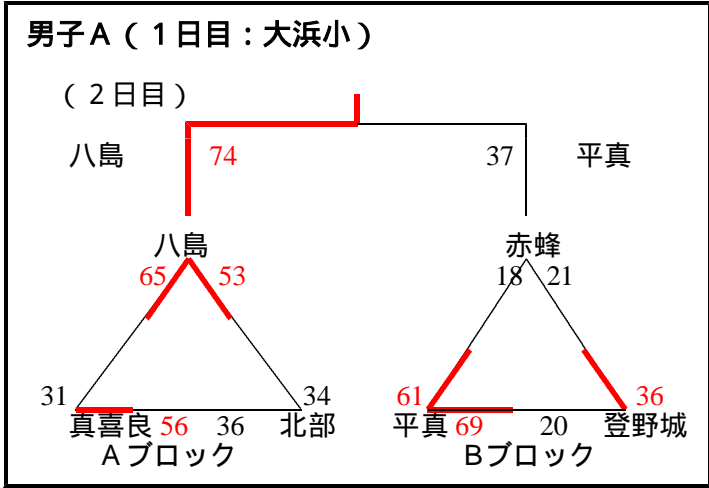 男子A(1日目:大浜小)
(2日目)
八島 74 37 平真
八島 赤蜂
65 53 18 21
31 34 61 36
真喜良 56 36 北部 平真 69 20 登野城
Aブロック Bブロック